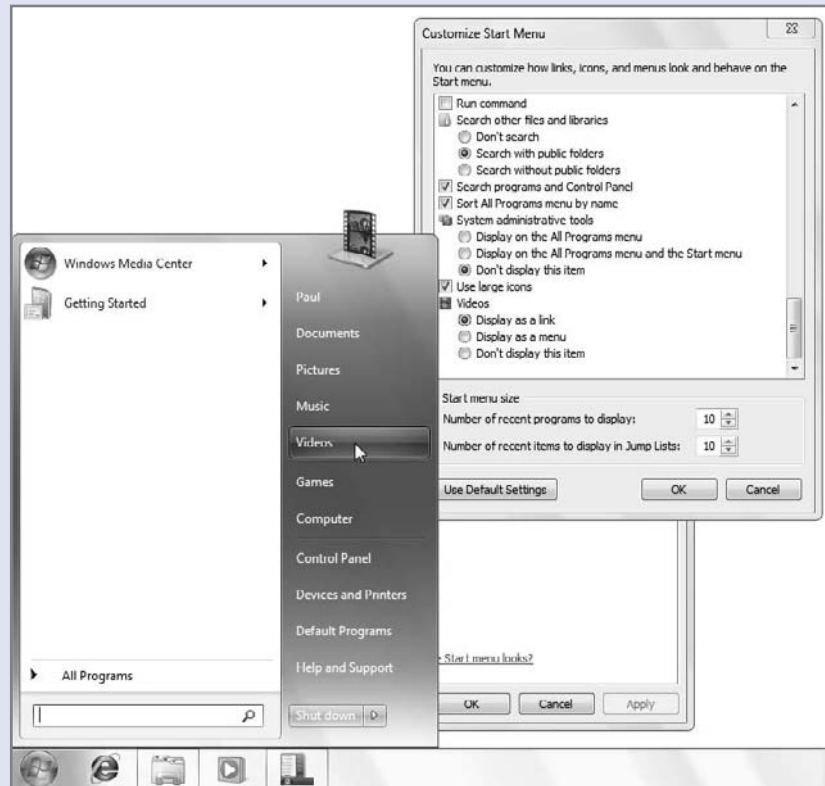 Customize Start Menu
You can customize how links, icons, and menus look and behave on the
Start menu.
Run command
Search other files and libraries
Don't search
Search with public folders
Search without public folders
Search programs and Control Panel
Sort All Programs menu by name
System administrative tools
Display on the All Programs menu
Display on the All Programs menu and the Start menu
Don't display this item
Use large icons
Videos
Display as a link
Display as a menu
Don't display this item
Start menu size
Number of recent programs to display: 10
Number of recent items to display in Jump Lists: 10
Use Default Settings OK Cancel
Start menu looks?
OK Cancel Apply
Windows Media Center
Getting Started
All Programs
Paul
Documents
Pictures
Music
Videos
Games
Computer
Control Panel
Devices and Printers
Default Programs
Help and Support
Shut down